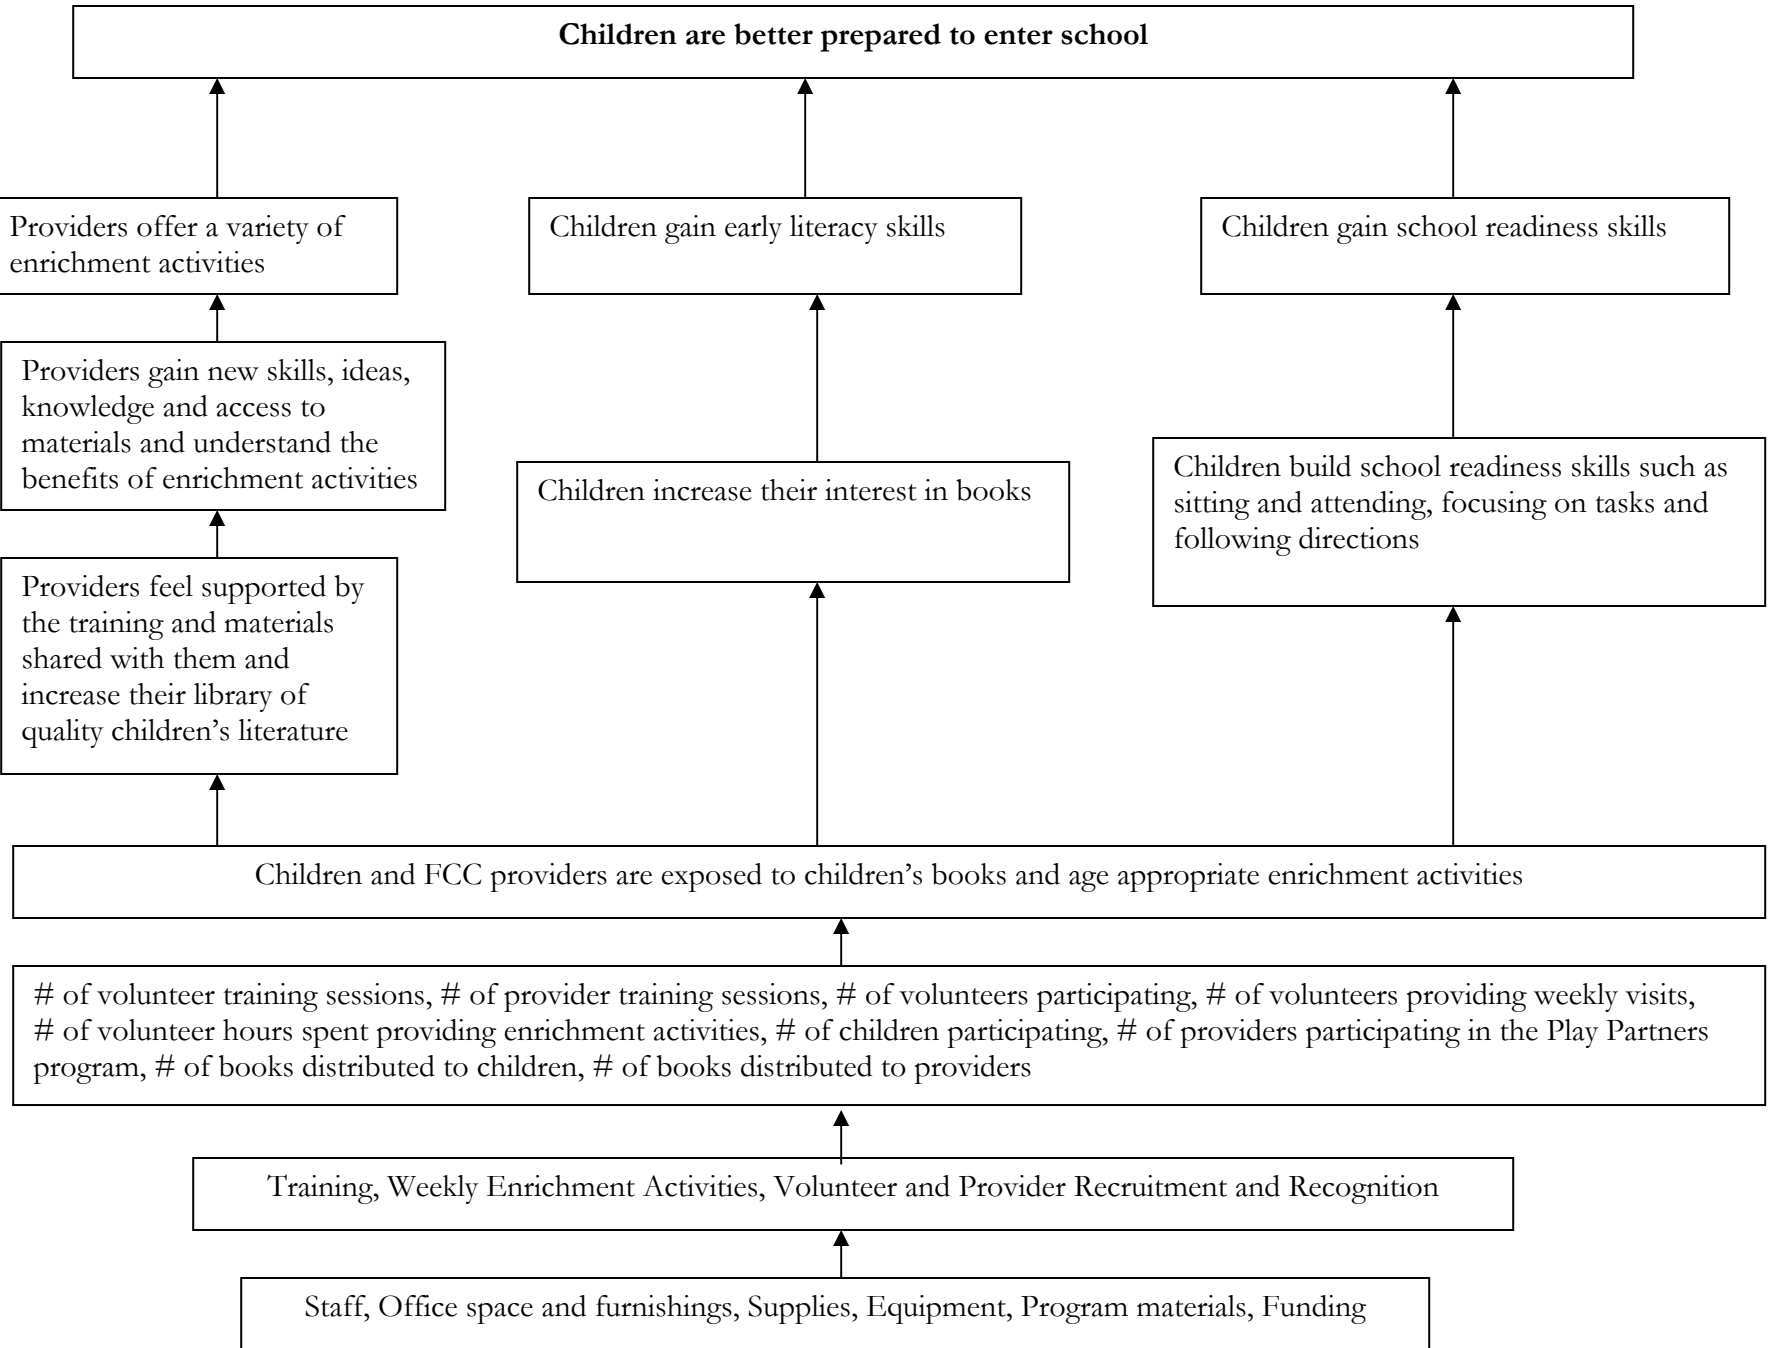 Children are better prepared to enter school
Providers offer a variety of
enrichment activities
Children gain early literacy skills
Children gain school readiness skills
Providers gain new skills, ideas,
knowledge and access to
materials and understand the
benefits of enrichment activities
Children increase their interest in books
Children build school readiness skills such as
sitting and attending, focusing on tasks and
following directions
Providers feel supported by
the training and materials
shared with them and
increase their library of
quality children’s literature
Children and FCC providers are exposed to children’s books and age appropriate enrichment activities
# of volunteer training sessions, # of provider training sessions, # of volunteers participating, # of volunteers providing weekly visits,
# of volunteer hours spent providing enrichment activities, # of children participating, # of providers participating in the Play Partners
program, # of books distributed to children, # of books distributed to providers
Training, Weekly Enrichment Activities, Volunteer and Provider Recruitment and Recognition
Staff, Office space and furnishings, Supplies, Equipment, Program materials, Funding